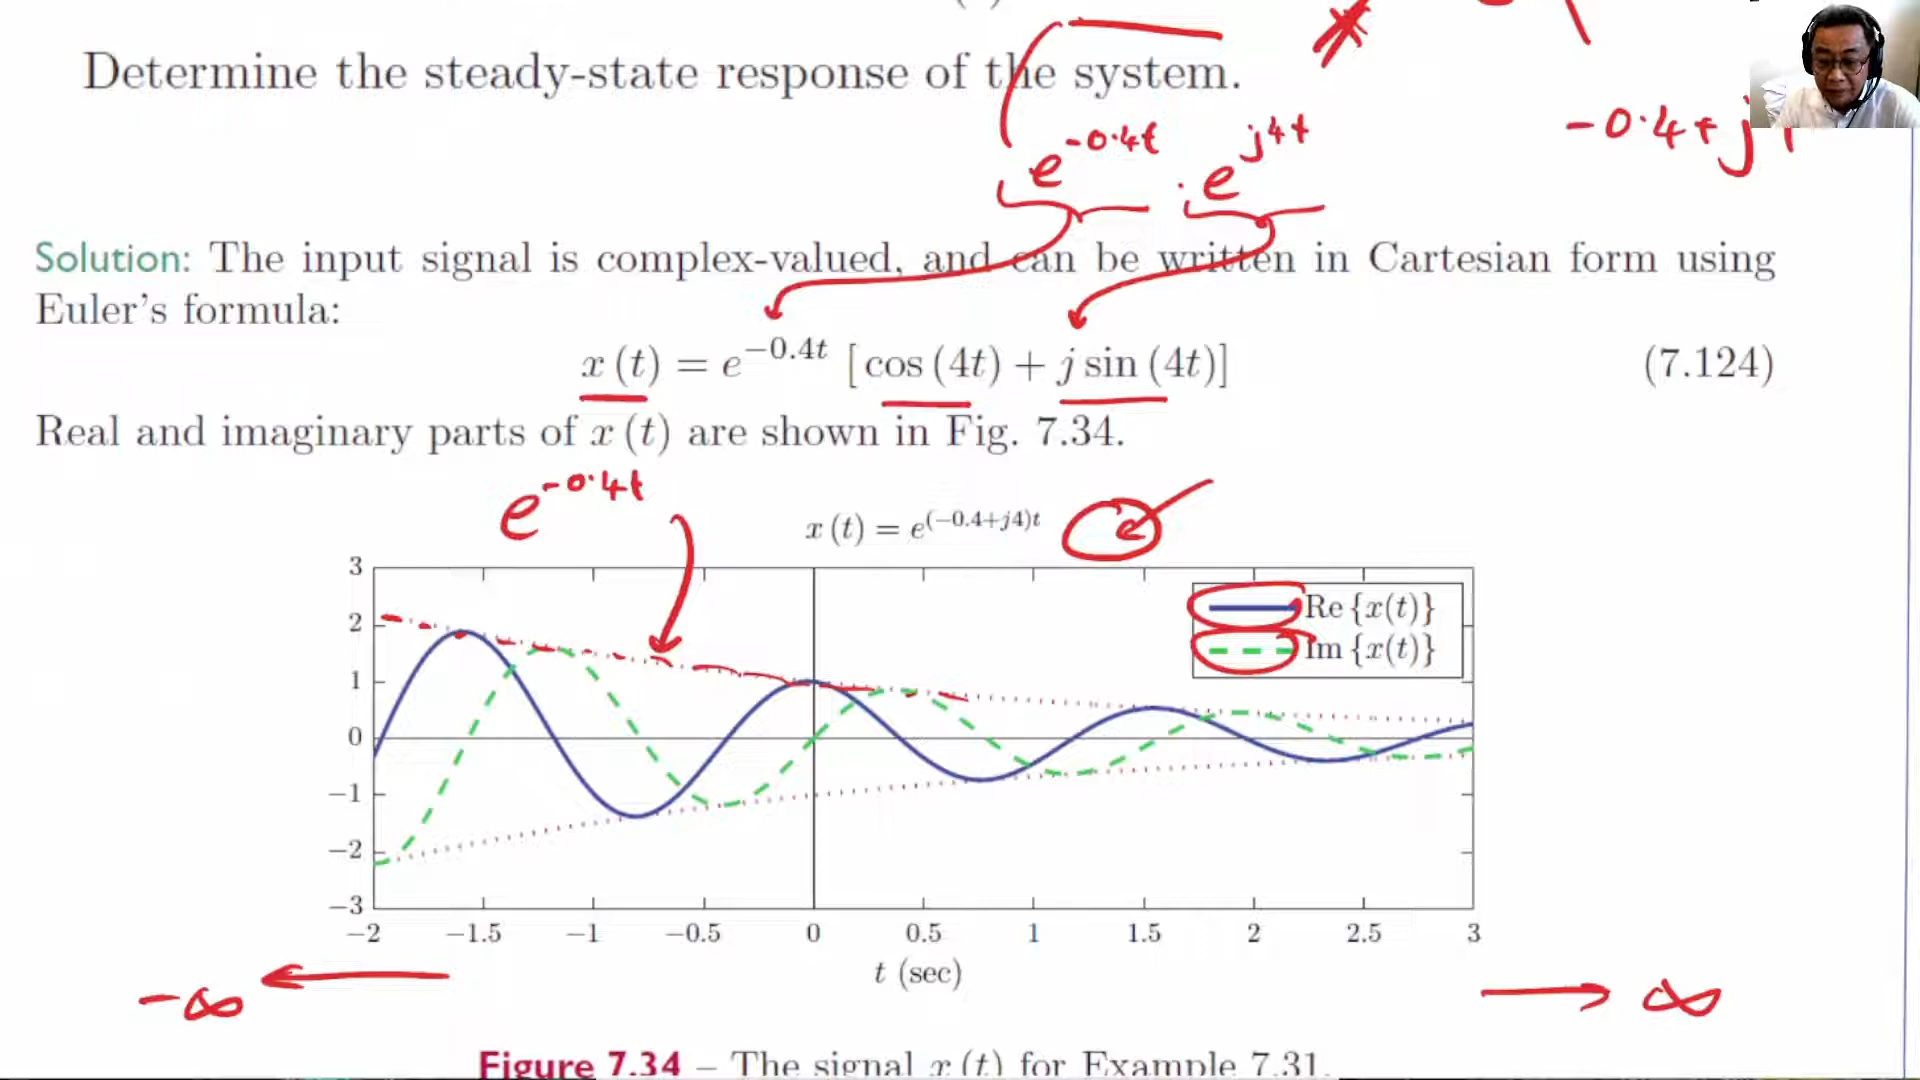 Determine the steady-state response of the system.
e^{-0.4t} · e^{j4t}
-0.4+j
Solution: The input signal is complex-valued, and can be written in Cartesian form using
Euler's formula:
x (t) = e^{-0.4t} [cos (4t) + j sin (4t)] (7.124)
Real and imaginary parts of x (t) are shown in Fig. 7.34.
e^{-0.4t}
x (t) = e^{(-0.4+j4)t}
Re {x(t)}
Im {x(t)}
3
2
1
0
−1
−2
−3
−2 −1.5 −1 −0.5 0 0.5 1 1.5 2 2.5 3
t (sec)
-∞ ∞
Figure 7.34 – The signal x (t) for Example 7.31.